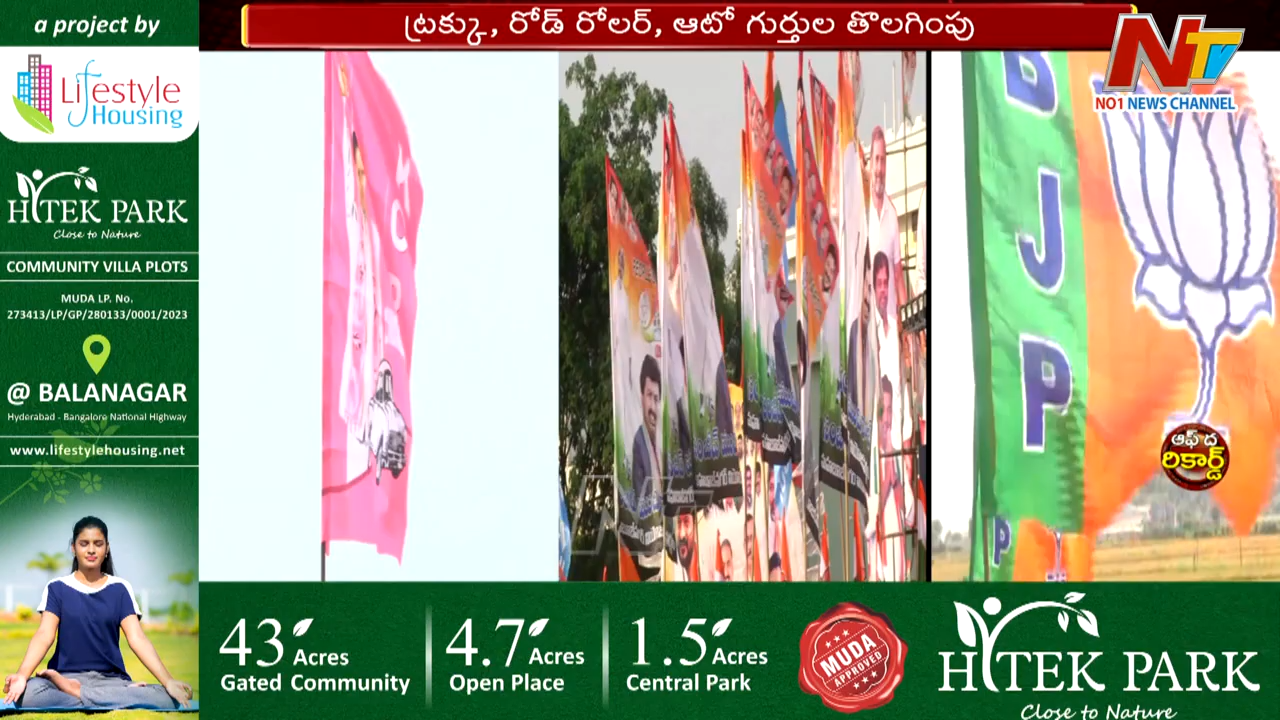 a project by
Lifestyle
Housing
HITEK PARK
Close to Nature
COMMUNITY VILLA PLOTS
MUDA LP. No.
273413/LP/GP/280133/0001/2023
@ BALANAGAR
Hyderabad - Bangalore National Highway
www.lifestylehousing.net
ట్రక్కు, రోడ్ రోలర్, ఆటో గుర్తుల తొలగింపు
NTV
NO1 NEWS CHANNEL
BJP
P
ఆఫ్ ద
రికార్డ్
43 Acres
Gated Community
4.7 Acres
Open Place
1.5 Acres
Central Park
MUDA
APPROVED
HITEK PARK
Close to Nature